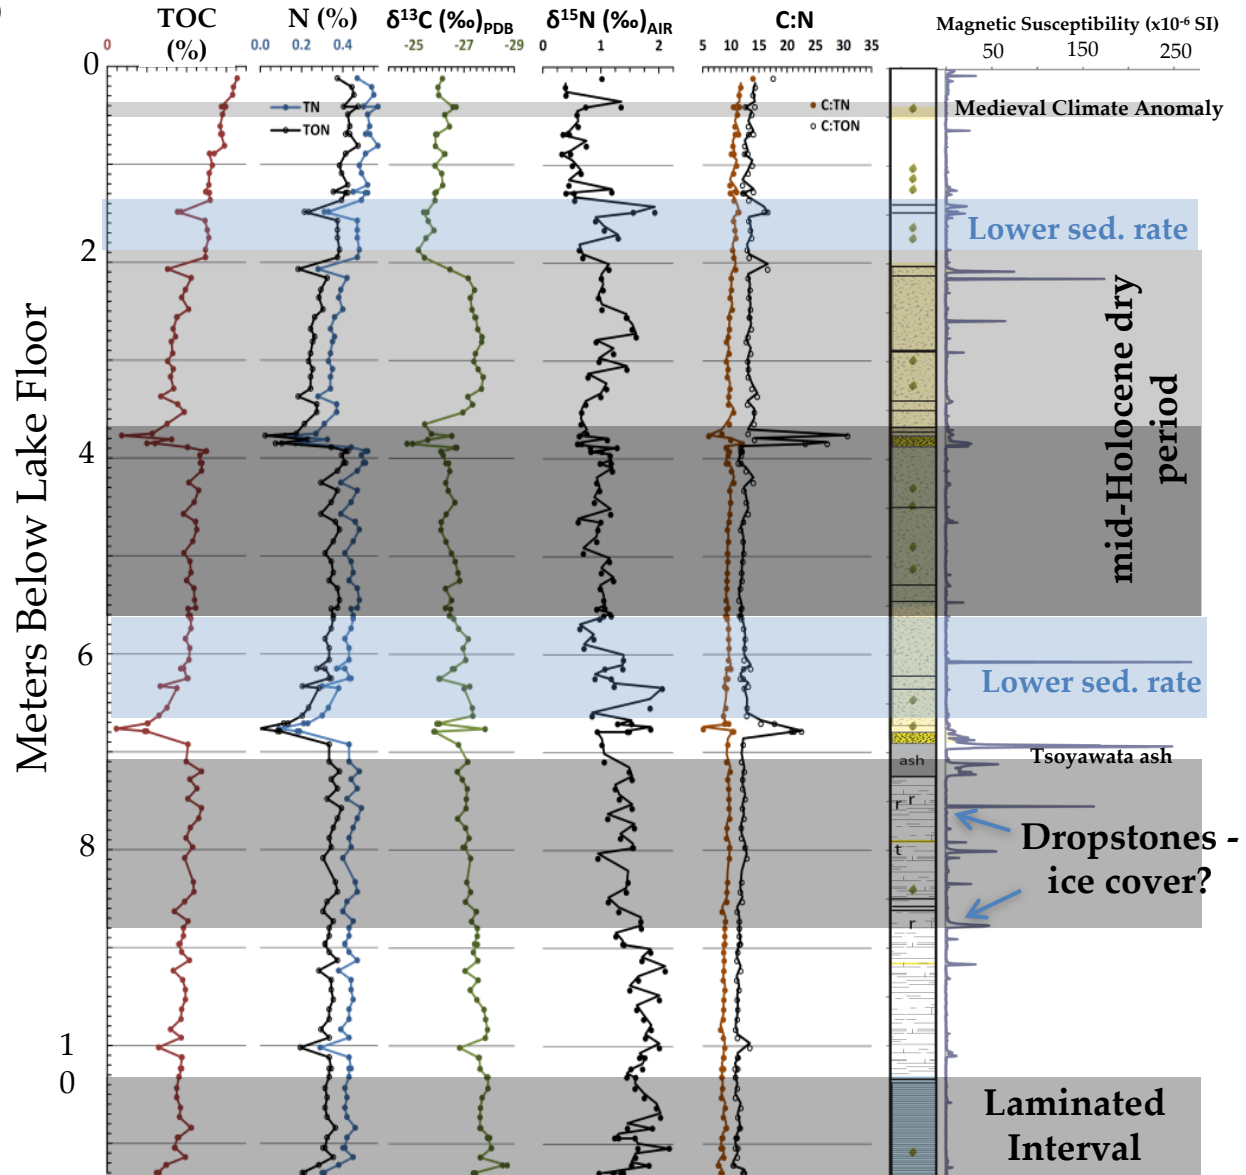 )
TOC
(%)
N (%)
δ¹³C (‰)PDB
δ¹⁵N (‰)AIR
C:N
Magnetic Susceptibility (x10⁻⁶ SI)
0
0.0 0.2 0.4
-25 -27 -29
0 1 2
5 10 15 20 25 30 35
50 150 250
0
TN
TON
C:TN
C:TON
Medieval Climate Anomaly
Lower sed. rate
2
mid-Holocene dry
period
4
Meters Below Lake Floor
6
Lower sed. rate
Tsoyawata ash
ash
r r
Dropstones -
ice cover?
8
t
r
1
0
Laminated
Interval